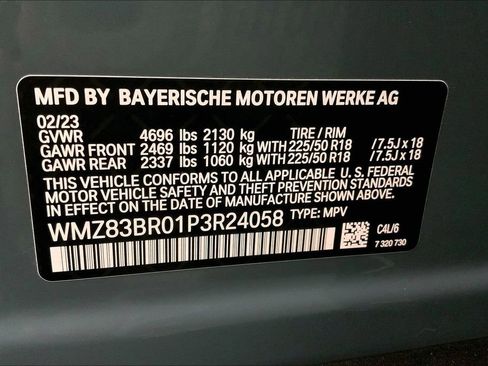 MFD BY BAYERISCHE MOTOREN WERKE AG
02/23
GVWR 4696 lbs 2130 kg TIRE / RIM
GAWR FRONT 2469 lbs 1120 kg WITH 225/50 R18 / 7.5J x 18
GAWR REAR 2337 lbs 1060 kg WITH 225/50 R18 / 7.5J x 18
THIS VEHICLE CONFORMS TO ALL APPLICABLE U. S. FEDERAL
MOTOR VEHICLE SAFETY AND THEFT PREVENTION STANDARDS
IN EFFECT ON THE DATE OF MANUFACTURE SHOWN ABOVE.
WMZ83BR01P3R24058 TYPE: MPV
C4L/6
7 320 730